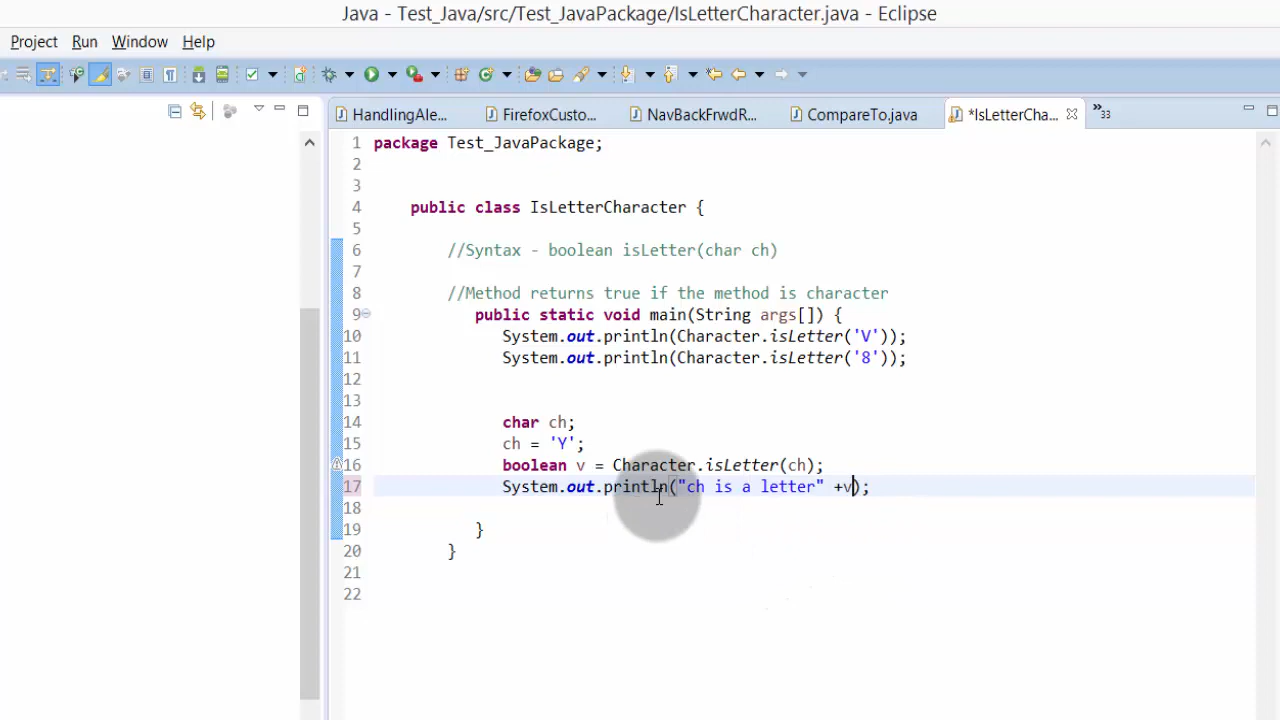 Java - Test_Java/src/Test_JavaPackage/IsLetterCharacter.java - Eclipse
Project Run Window Help
HandlingAle... FirefoxCusto... NavBackFrwdR... CompareTo.java *IsLetterCha... »33
1 package Test_JavaPackage;
2
3
4 public class IsLetterCharacter {
5
6 //Syntax - boolean isLetter(char ch)
7
8 //Method returns true if the method is character
9 public static void main(String args[]) {
10 System.out.println(Character.isLetter('V'));
11 System.out.println(Character.isLetter('8'));
12
13
14 char ch;
15 ch = 'Y';
16 boolean v = Character.isLetter(ch);
17 System.out.println("ch is a letter" +v);
18
19 }
20 }
21
22